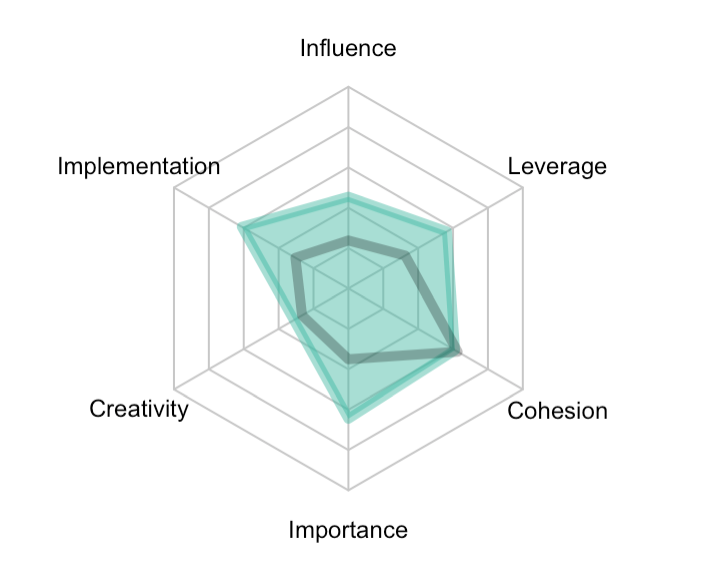 Influence
Implementation
Leverage
Creativity
Cohesion
Importance